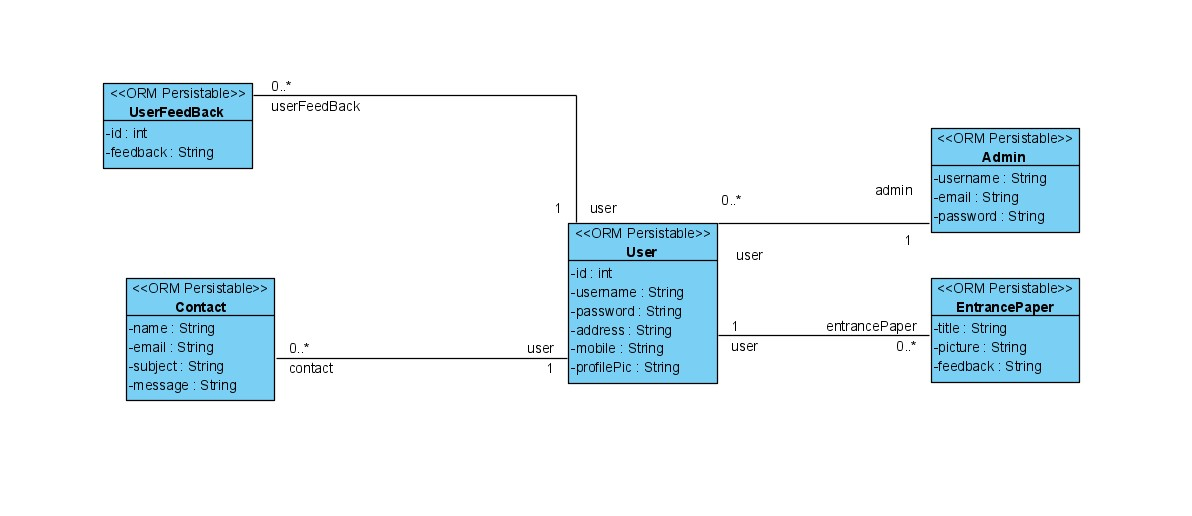 0..*
userFeedBack
<<ORM Persistable>>
UserFeedBack
-id : int
-feedback : String
1
user
0..*
admin
user
1
<<ORM Persistable>>
Admin
-username : String
-email : String
-password : String
<<ORM Persistable>>
User
-id : int
-username : String
-password : String
-address : String
-mobile : String
-profilePic : String
<<ORM Persistable>>
Contact
-name : String
-email : String
-subject : String
-message : String
0..*
contact
user
1
1
user
entrancePaper
0..*
<<ORM Persistable>>
EntrancePaper
-title : String
-picture : String
-feedback : String